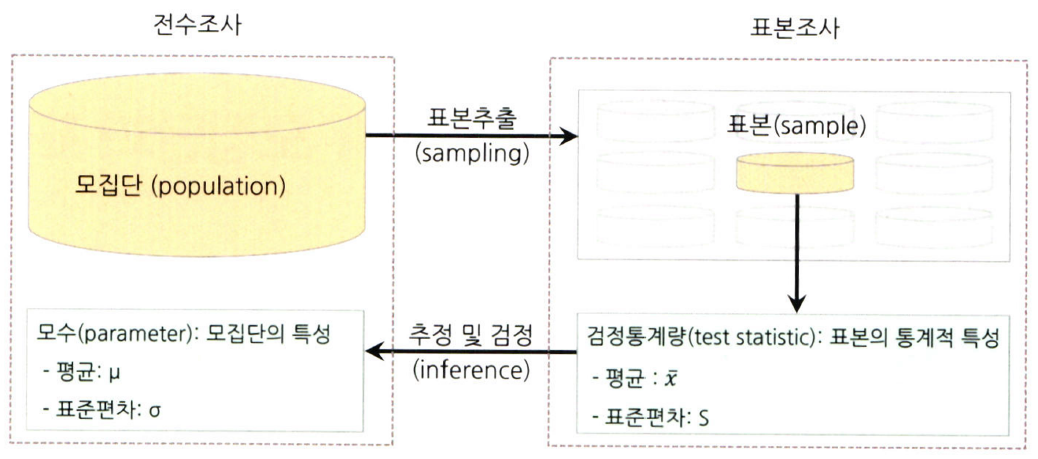 전수조사
표본조사
모집단 (population)
표본추출
(sampling)
표본(sample)
모수(parameter): 모집단의 특성
- 평균: μ
- 표준편차: σ
추정 및 검정
(inference)
검정통계량(test statistic): 표본의 통계적 특성
- 평균 : x̄
- 표준편차: S